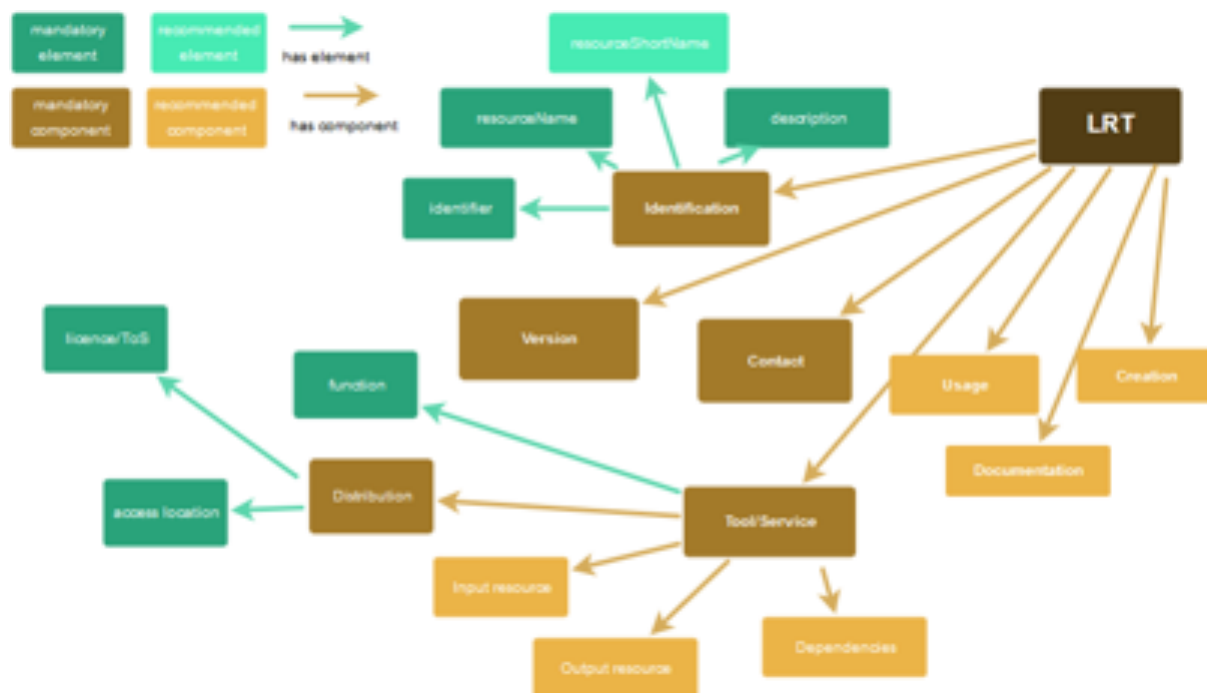 mandatory
element
recommended
element
has element
mandatory
component
recommended
component
has component
resourceShortName
resourceName
description
LRT
identifier
Identification
licence/ToS
Version
Contact
function
Usage
Creation
Documentation
Distribution
access location
Tool/Service
Input resource
Output resource
Dependencies